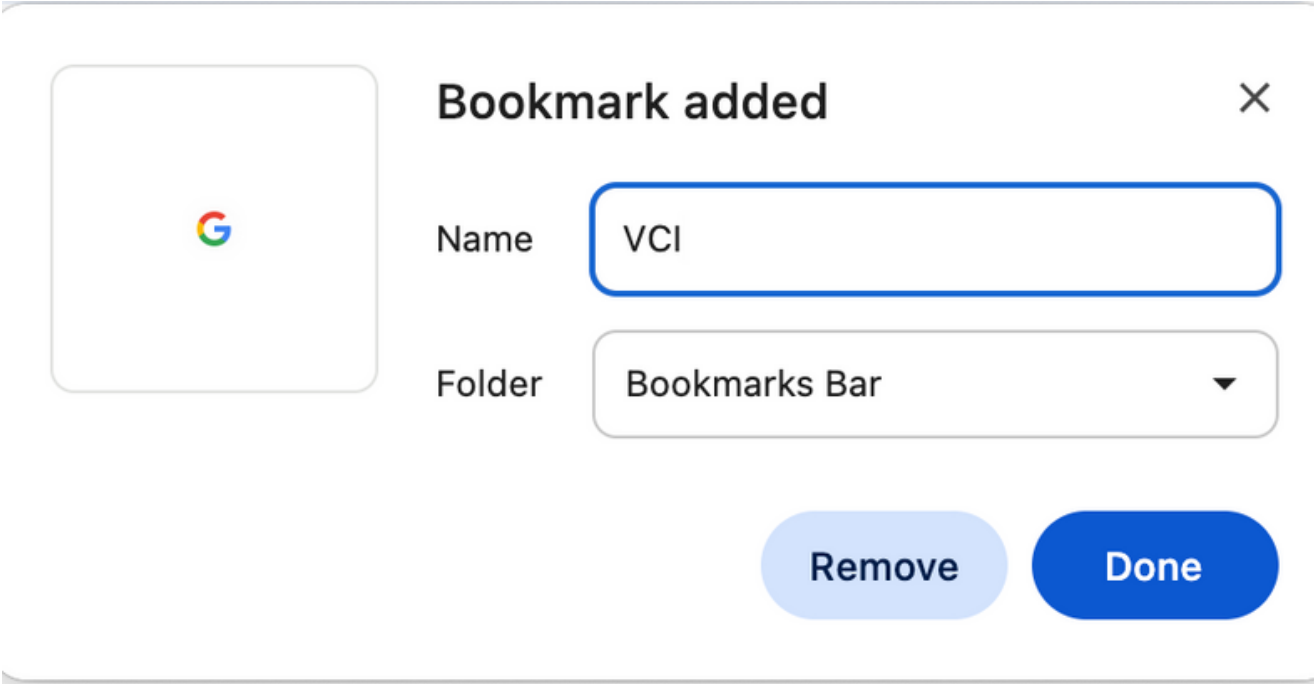 Bookmark added
Name
VCI
Folder
Bookmarks Bar
Remove
Done